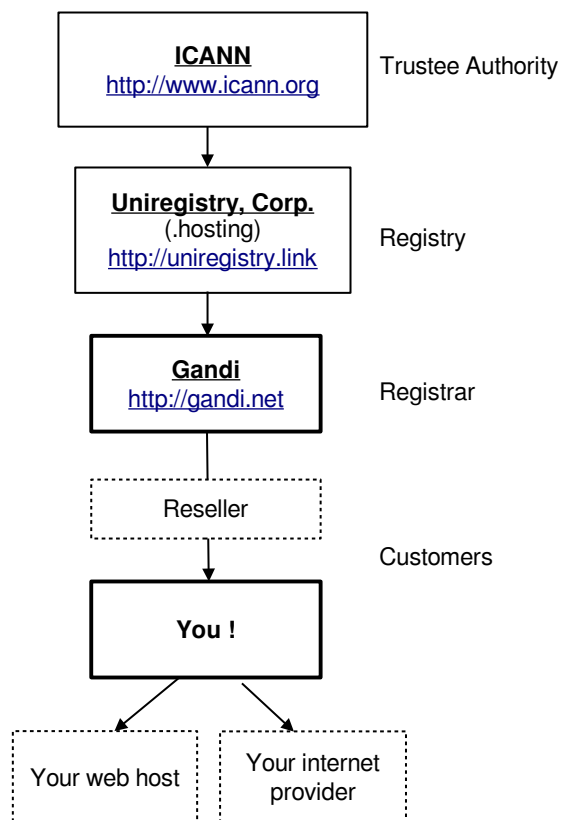 ICANN
http://www.icann.org
Trustee Authority
Uniregistry, Corp.
(.hosting)
http://uniregistry.link
Registry
Gandi
http://gandi.net
Registrar
Reseller
Customers
You !
Your web host
Your internet
provider